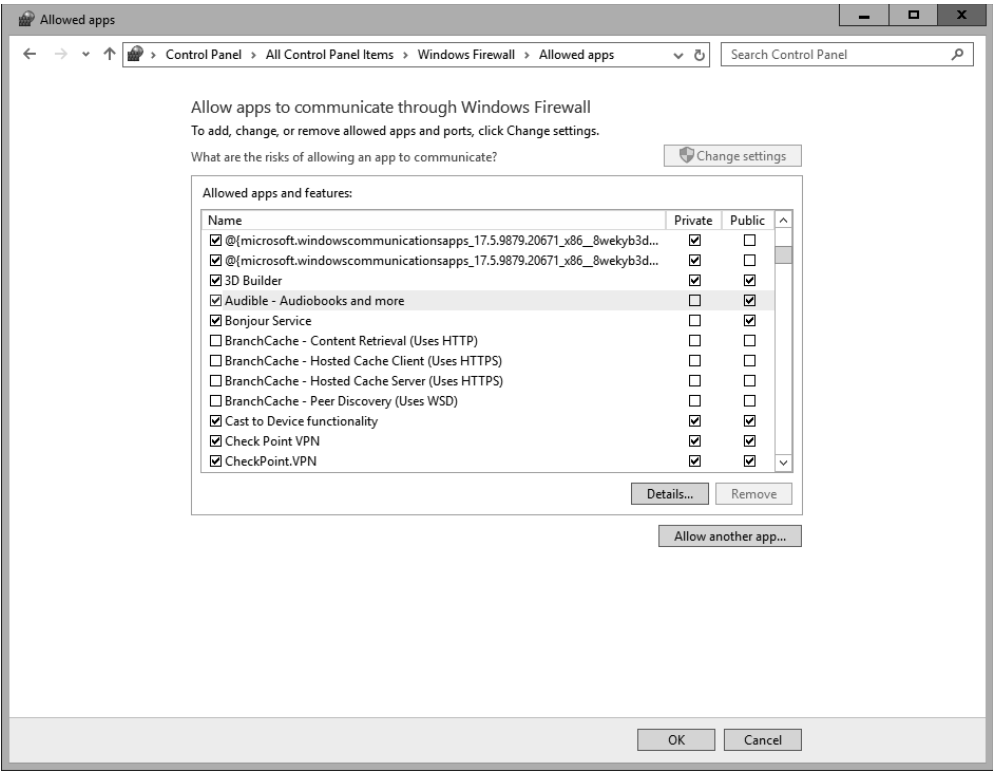 Allowed apps
Control Panel > All Control Panel Items > Windows Firewall > Allowed apps
Search Control Panel
Allow apps to communicate through Windows Firewall
To add, change, or remove allowed apps and ports, click Change settings.
What are the risks of allowing an app to communicate?
Change settings
Allowed apps and features:
Name Private Public
@{microsoft.windowscommunicationsapps_17.5.9879.20671_x86__8wekyb3d...
@{microsoft.windowscommunicationsapps_17.5.9879.20671_x86__8wekyb3d...
3D Builder
Audible - Audiobooks and more
Bonjour Service
BranchCache - Content Retrieval (Uses HTTP)
BranchCache - Hosted Cache Client (Uses HTTPS)
BranchCache - Hosted Cache Server (Uses HTTPS)
BranchCache - Peer Discovery (Uses WSD)
Cast to Device functionality
Check Point VPN
CheckPoint.VPN
Details... Remove
Allow another app...
OK Cancel